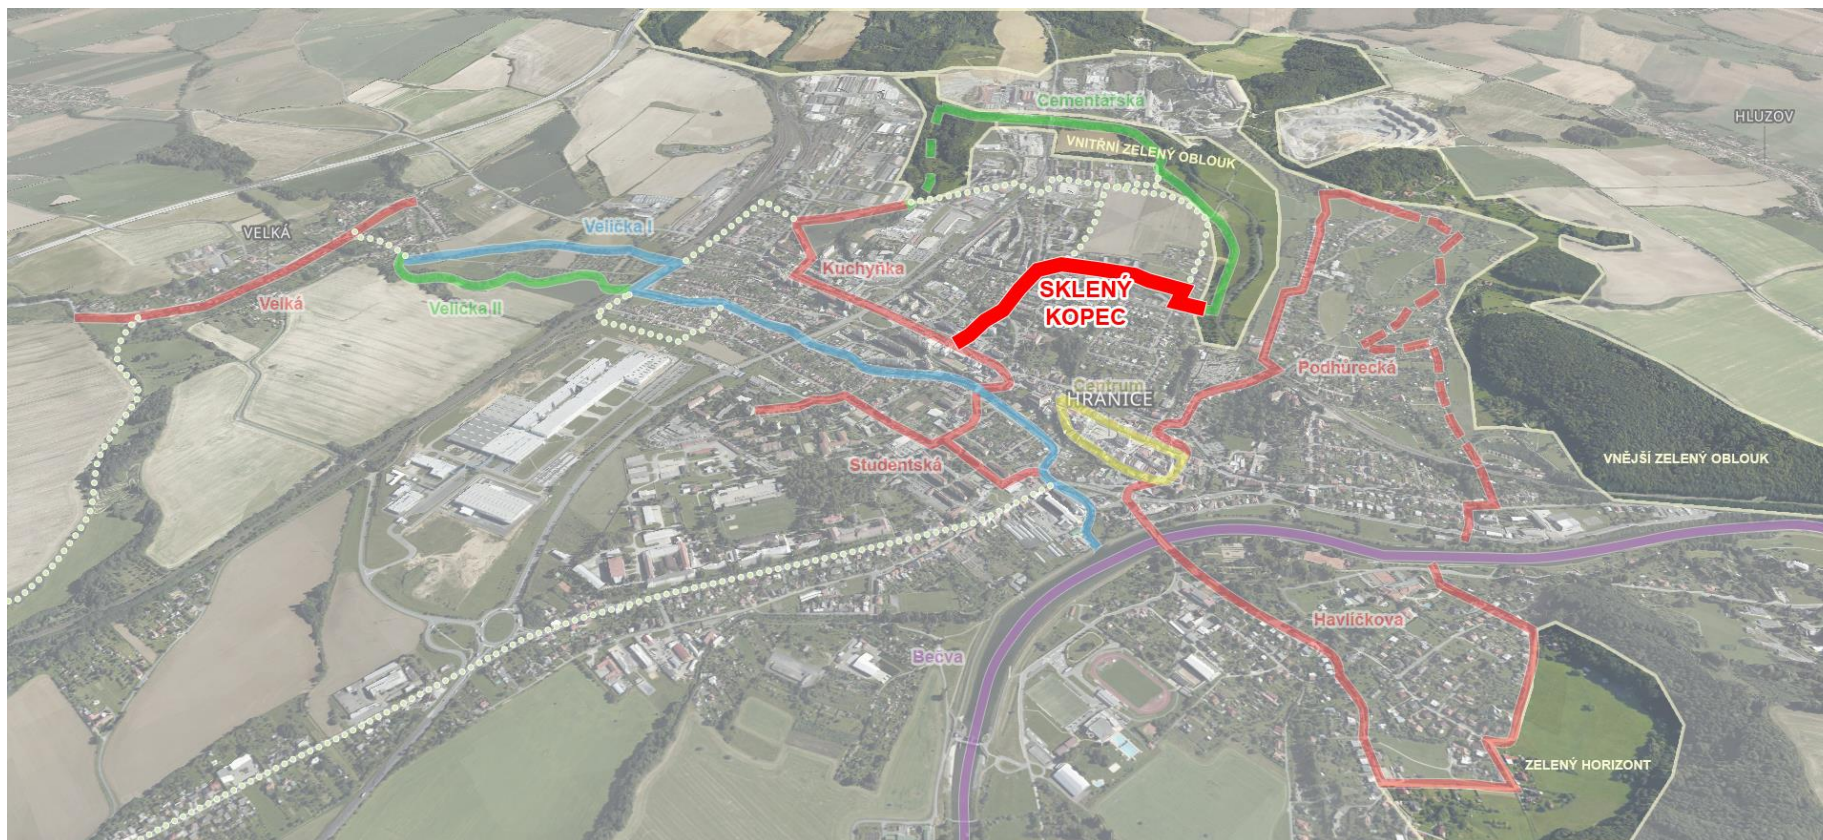 Cementářská
HLUZOV
VNITŘNÍ ZELENÝ OBLOUK
Velička I
VELKÁ
Kuchyňka
SKLENÝ
KOPEC
Velká
Velička II
Podhůrecká
Centrum
HRANICE
VNĚJŠÍ ZELENÝ OBLOUK
Studentská
Havlíčkova
Bečva
ZELENÝ HORIZONT